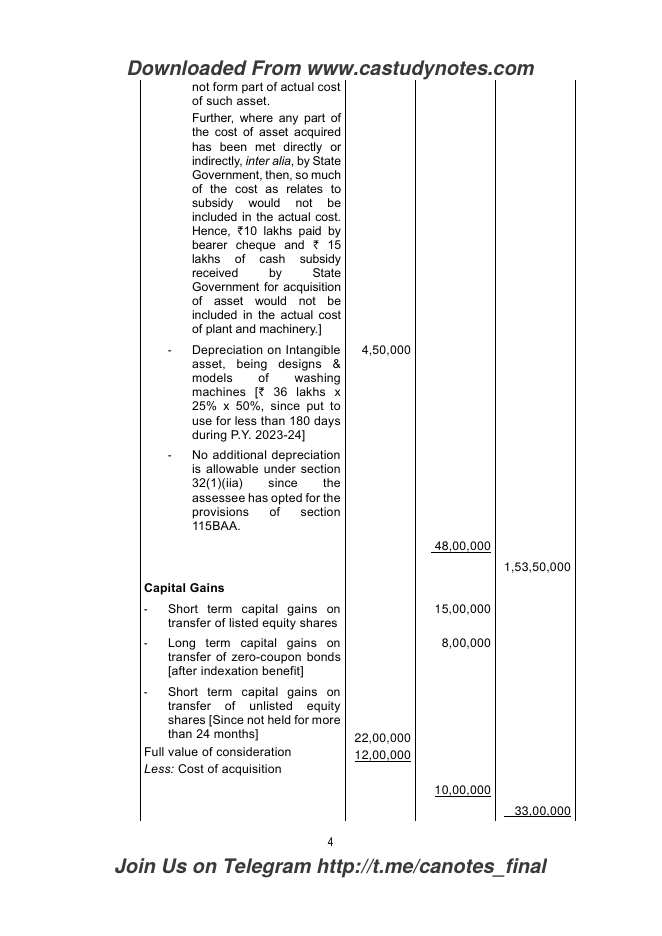 Downloaded From www.castudynotes.com
not form part of actual cost
of such asset.
Further, where any part of
the cost of asset acquired
has been met directly or
indirectly, inter alia, by State
Government, then, so much
of the cost as relates to
subsidy would not be
included in the actual cost.
Hence, ₹10 lakhs paid by
bearer cheque and ₹ 15
lakhs of cash subsidy
received by State
Government for acquisition
of asset would not be
included in the actual cost
of plant and machinery.]
- Depreciation on Intangible 4,50,000
asset, being designs &
models of washing
machines [₹ 36 lakhs x
25% x 50%, since put to
use for less than 180 days
during P.Y. 2023-24]
- No additional depreciation
is allowable under section
32(1)(iia) since the
assessee has opted for the
provisions of section
115BAA.
48,00,000
1,53,50,000
Capital Gains
- Short term capital gains on 15,00,000
transfer of listed equity shares
- Long term capital gains on 8,00,000
transfer of zero-coupon bonds
[after indexation benefit]
- Short term capital gains on
transfer of unlisted equity
shares [Since not held for more
than 24 months] 22,00,000
Full value of consideration 12,00,000
Less: Cost of acquisition
10,00,000
33,00,000
4
Join Us on Telegram http://t.me/canotes_final